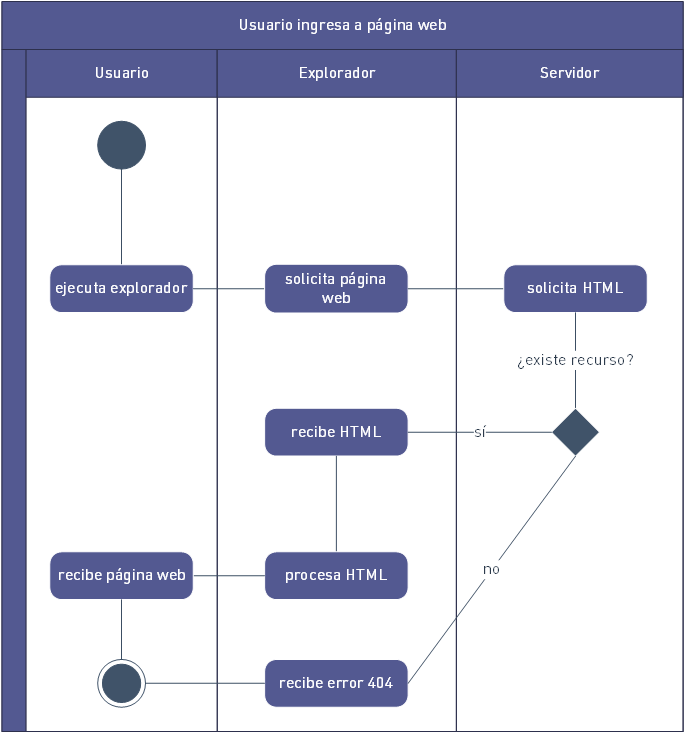 Usuario ingresa a página web
Usuario
Explorador
Servidor
ejecuta explorador
solicita página
web
solicita HTML
¿existe recurso?
recibe HTML
sí
recibe página web
procesa HTML
no
recibe error 404